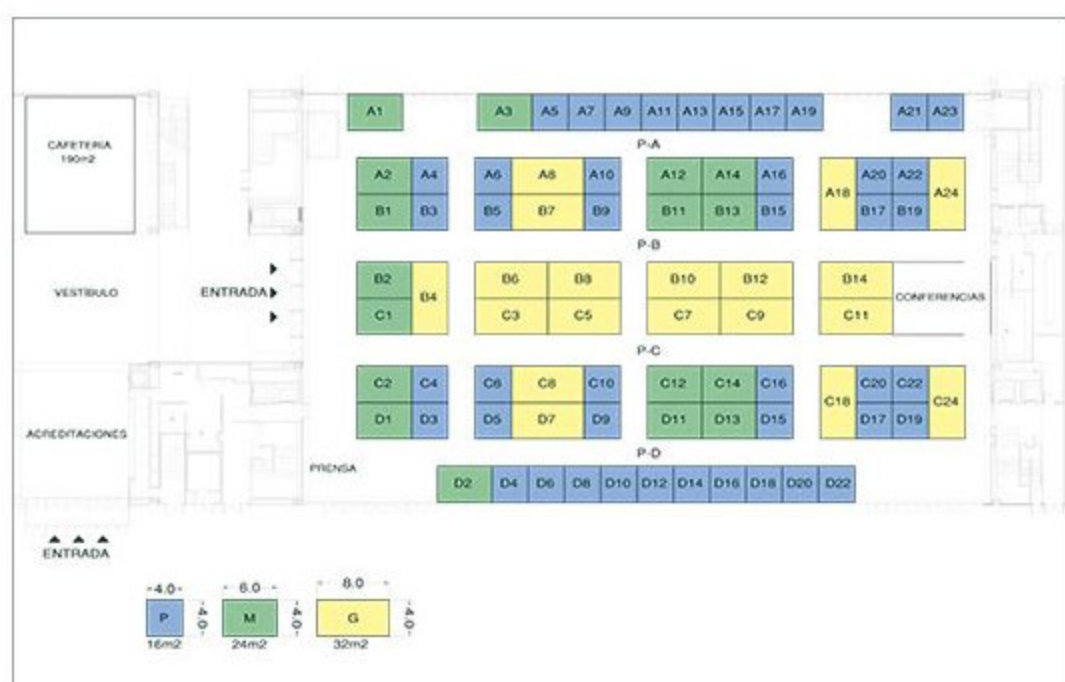 A1 A3 A5 A7 A9 A11 A13 A15 A17 A19 A21 A23
CAFETERÍA
190m2
P-A
A2 A4 A6 A8 A10 A12 A14 A16 A18 A20 A22 A24
B1 B3 B5 B7 B9 B11 B13 B15 B17 B19
P-B
B2 B4 B6 B8 B10 B12 B14
VESTÍBULO
ENTRADA
CONFERENCIAS
C1 C3 C5 C7 C9 C11
P-C
C2 C4 C6 C8 C10 C12 C14 C16 C18 C20 C22 C24
D1 D3 D5 D7 D9 D11 D13 D15 D17 D19
ACREDITACIONES
P-D
PRENSA
D2 D4 D6 D8 D10 D12 D14 D16 D18 D20 D22
ENTRADA
4.0 6.0 8.0
P 4.0 M 4.0 G 4.0
16m2 24m2 32m2